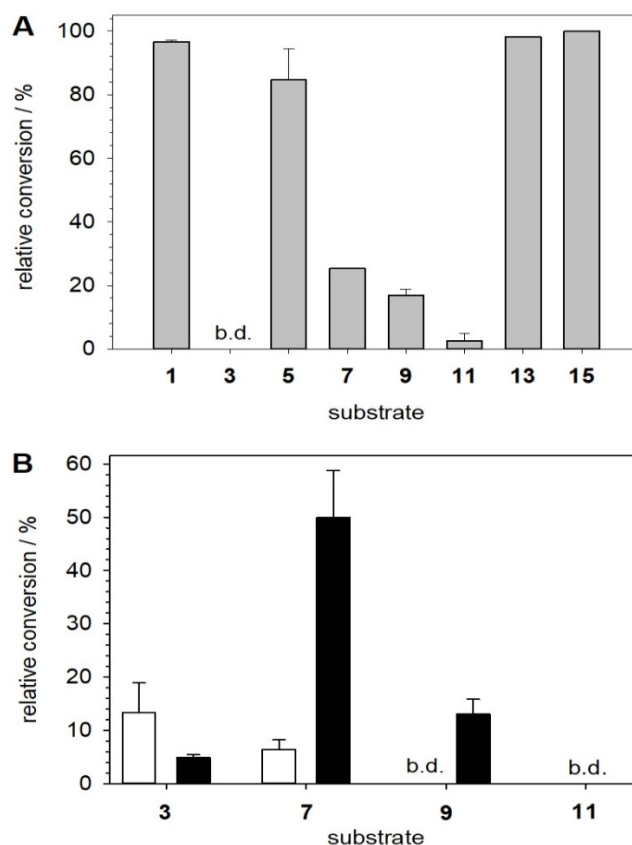 A
relative conversion / %
100
80
60
40
20
0
b.d.
1 3 5 7 9 11 13 15
substrate
B
relative conversion / %
60
50
40
30
20
10
0
b.d. b.d.
3 7 9 11
substrate